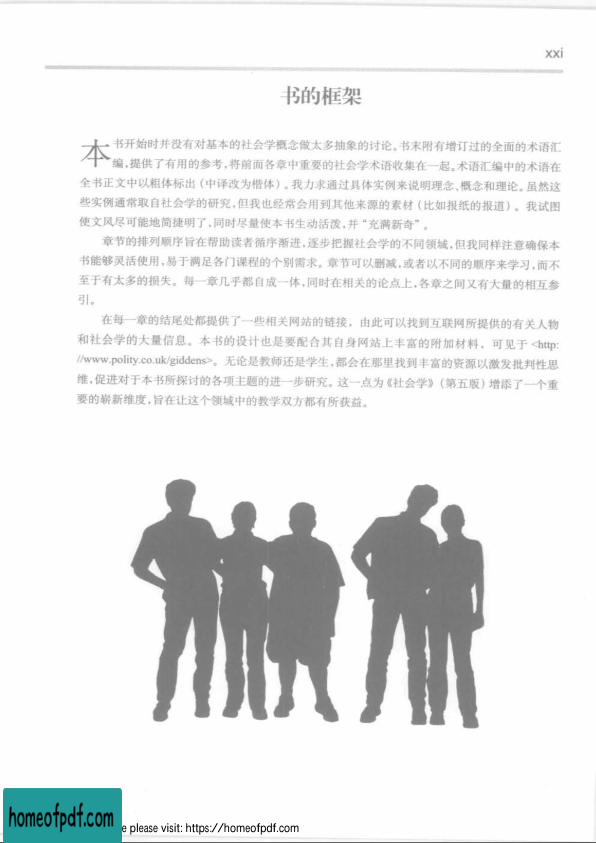 xxi
书的框架
本书开始时并没有对基本的社会学概念做太多抽象的讨论。书末附有增订过的全面的术语汇
编,提供了有用的参考,将前面各章中重要的社会学术语收集在一起。术语汇编中的术语在
全书正文中以粗体标出（中译改为楷体）。我力求通过具体实例来说明理念、概念和理论。虽然这
些实例通常取自社会学的研究,但我也经常会用到其他来源的素材（比如报纸的报道）。我试图
使文风尽可能地简捷明了,同时尽量使本书生动活泼,并“充满新奇”。
章节的排列顺序旨在帮助读者循序渐进,逐步把握社会学的不同领域,但我同样注意确保本
书能够灵活使用,易于满足各门课程的个别需求。章节可以删减,或者以不同的顺序来学习,而不
至于有太多的损失。每一章几乎都自成一体,同时在相关的论点上,各章之间又有大量的相互参
引。
在每一章的结尾处都提供了一些相关网站的链接，由此可以找到互联网所提供的有关人物
和社会学的大量信息。本书的设计也是要配合其自身网站上丰富的附加材料，可见于 <http:
//www.polity.co.uk/giddens>。无论是教师还是学生,都会在那里找到丰富的资源以激发批判性思
维,促进对于本书所探讨的各项主题的进一步研究。这一点为《社会学》（第五版）增添了一个重
要的崭新维度,旨在让这个领域中的教学双方都有所获益。
homeofpdf.com
e please visit: https://homeofpdf.com